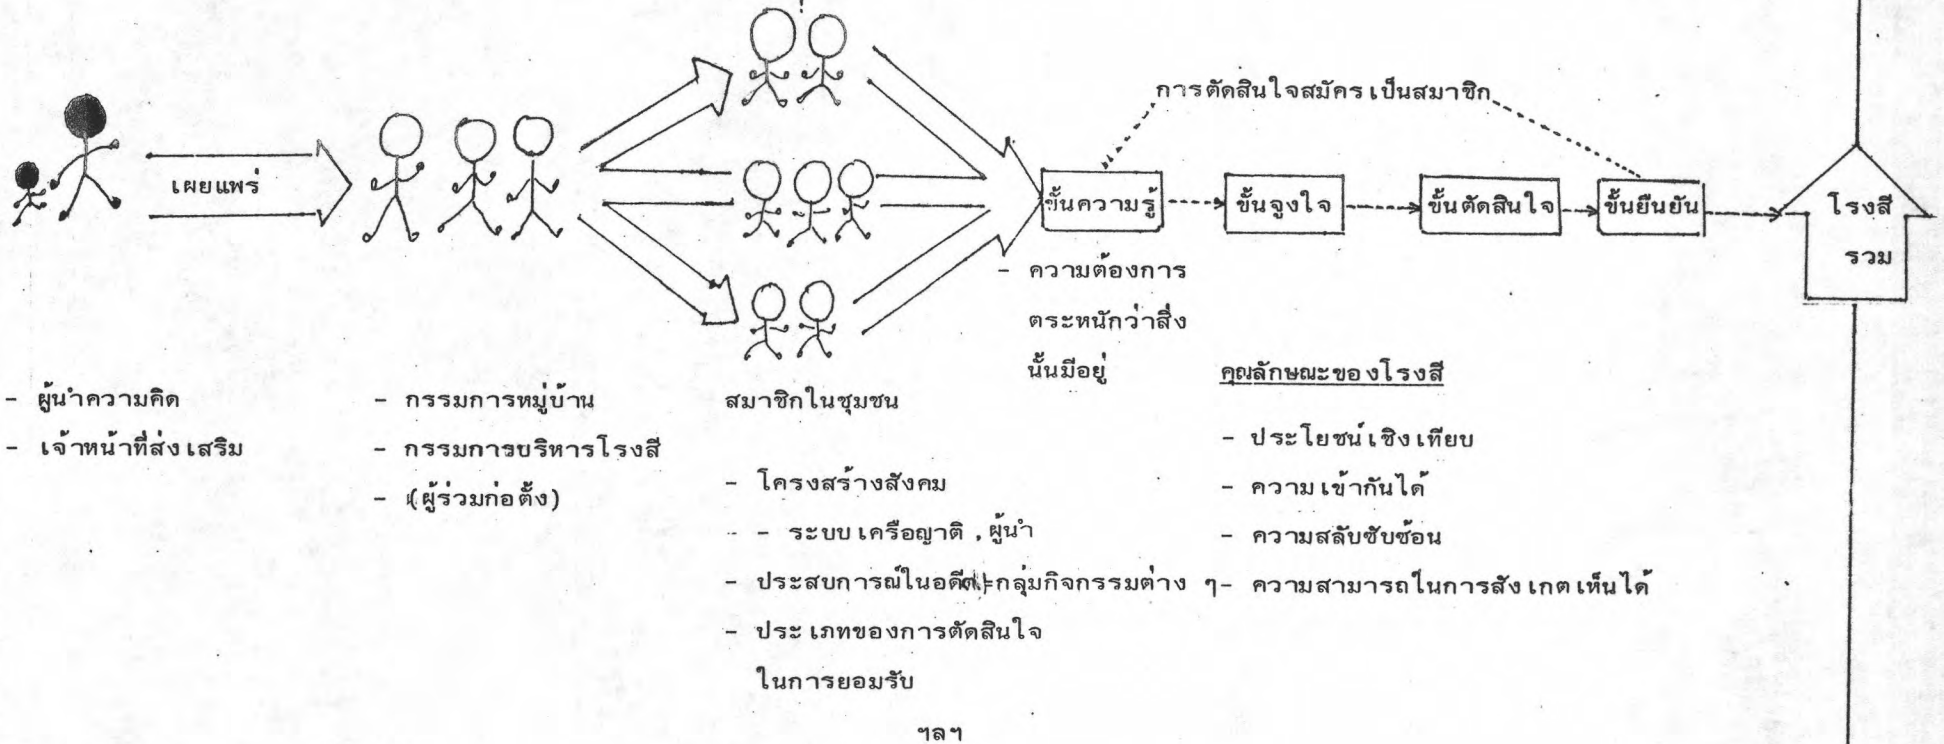 การตัดสินใจสมัครเป็นสมาชิก
เผยแพร่
ขั้นความรู้
ขั้นจูงใจ
ขั้นตัดสินใจ
ขั้นยืนยัน
โรงสี
รวม
- ความต้องการ
ตระหนักว่าสิ่ง
นั้นมีอยู่
- ผู้นำความคิด
- เจ้าหน้าที่ส่งเสริม
- กรรมการหมู่บ้าน
- กรรมการบริหารโรงสี
- (ผู้ร่วมก่อตั้ง)
สมาชิกในชุมชน
- โครงสร้างสังคม
- ระบบเครือญาติ , ผู้นำ
- ประสบการณ์ในอดีต กลุ่มกิจกรรมต่าง ๆ
- ประเภทของการตัดสินใจ
ในการยอมรับ
ฯลฯ
คุณลักษณะของโรงสี
- ประโยชน์เชิงเทียบ
- ความเข้ากันได้
- ความสลับซับซ้อน
- ความสามารถในการสังเกตเห็นได้